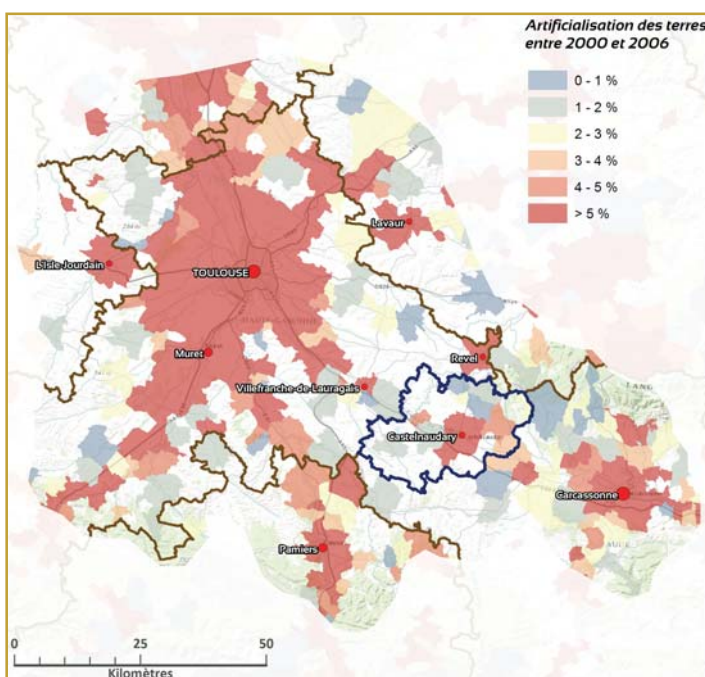 Artificialisation des terres
entre 2000 et 2006
0 - 1 %
1 - 2 %
2 - 3 %
3 - 4 %
4 - 5 %
> 5 %
Lavaur
L'Isle-Jourdain
TOULOUSE
Muret
Revel
Villefranche-de-Lauragais
Castelnaudary
Carcassonne
Pamiers
0 25 50
Kilomètres